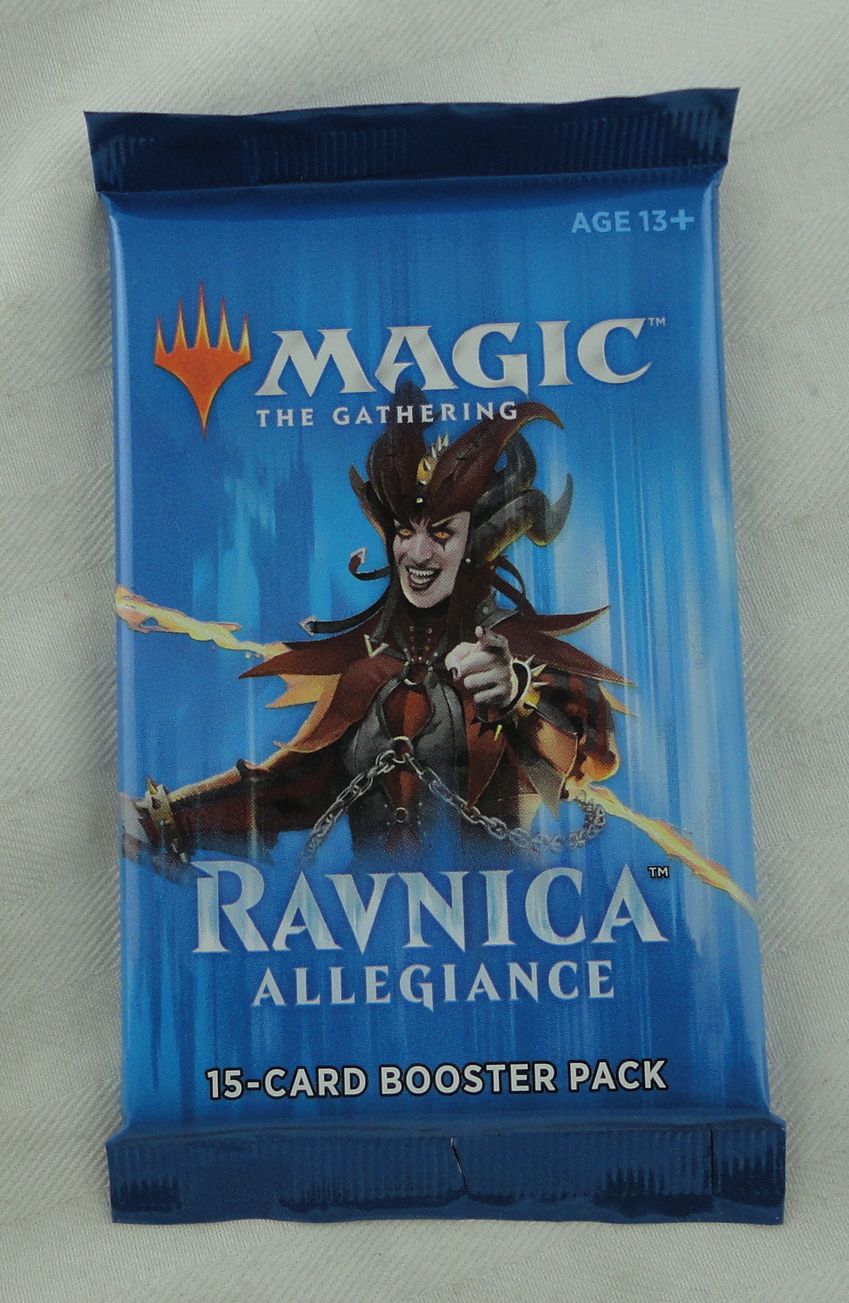 AGE 13+
MAGIC™
THE GATHERING
RAVNICA™
ALLEGIANCE
15-CARD BOOSTER PACK